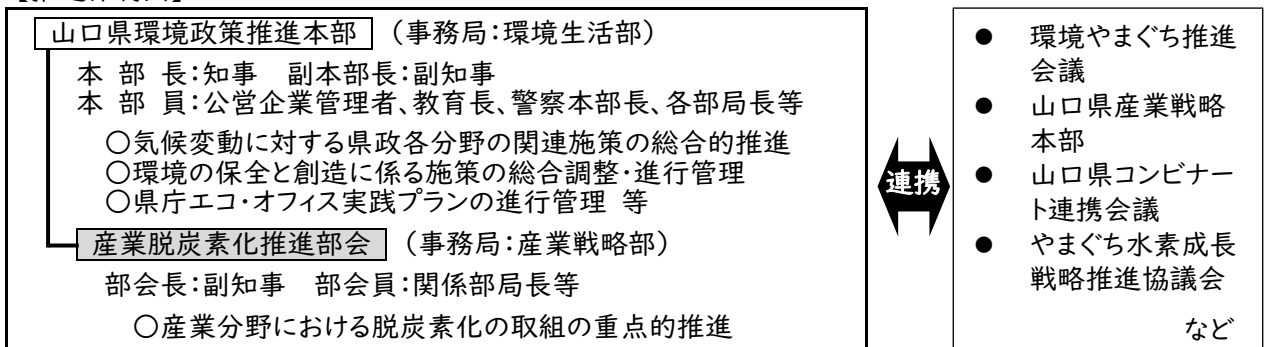 山口県環境政策推進本部 （事務局：環境生活部）
本 部 長：知事　副本部長：副知事
本 部 員：公営企業管理者、教育長、警察本部長、各部局長等
○気候変動に対する県政各分野の関連施策の総合的推進
○環境の保全と創造に係る施策の総合調整・進行管理
○県庁エコ・オフィス実践プランの進行管理 等
産業脱炭素化推進部会 （事務局：産業戦略部）
部会長：副知事　部会員：関係部局長等
○産業分野における脱炭素化の取組の重点的推進
連携
● 環境やまぐち推進
会議
● 山口県産業戦略
本部
● 山口県コンビナー
ト連携会議
● やまぐち水素成長
戦略推進協議会
など